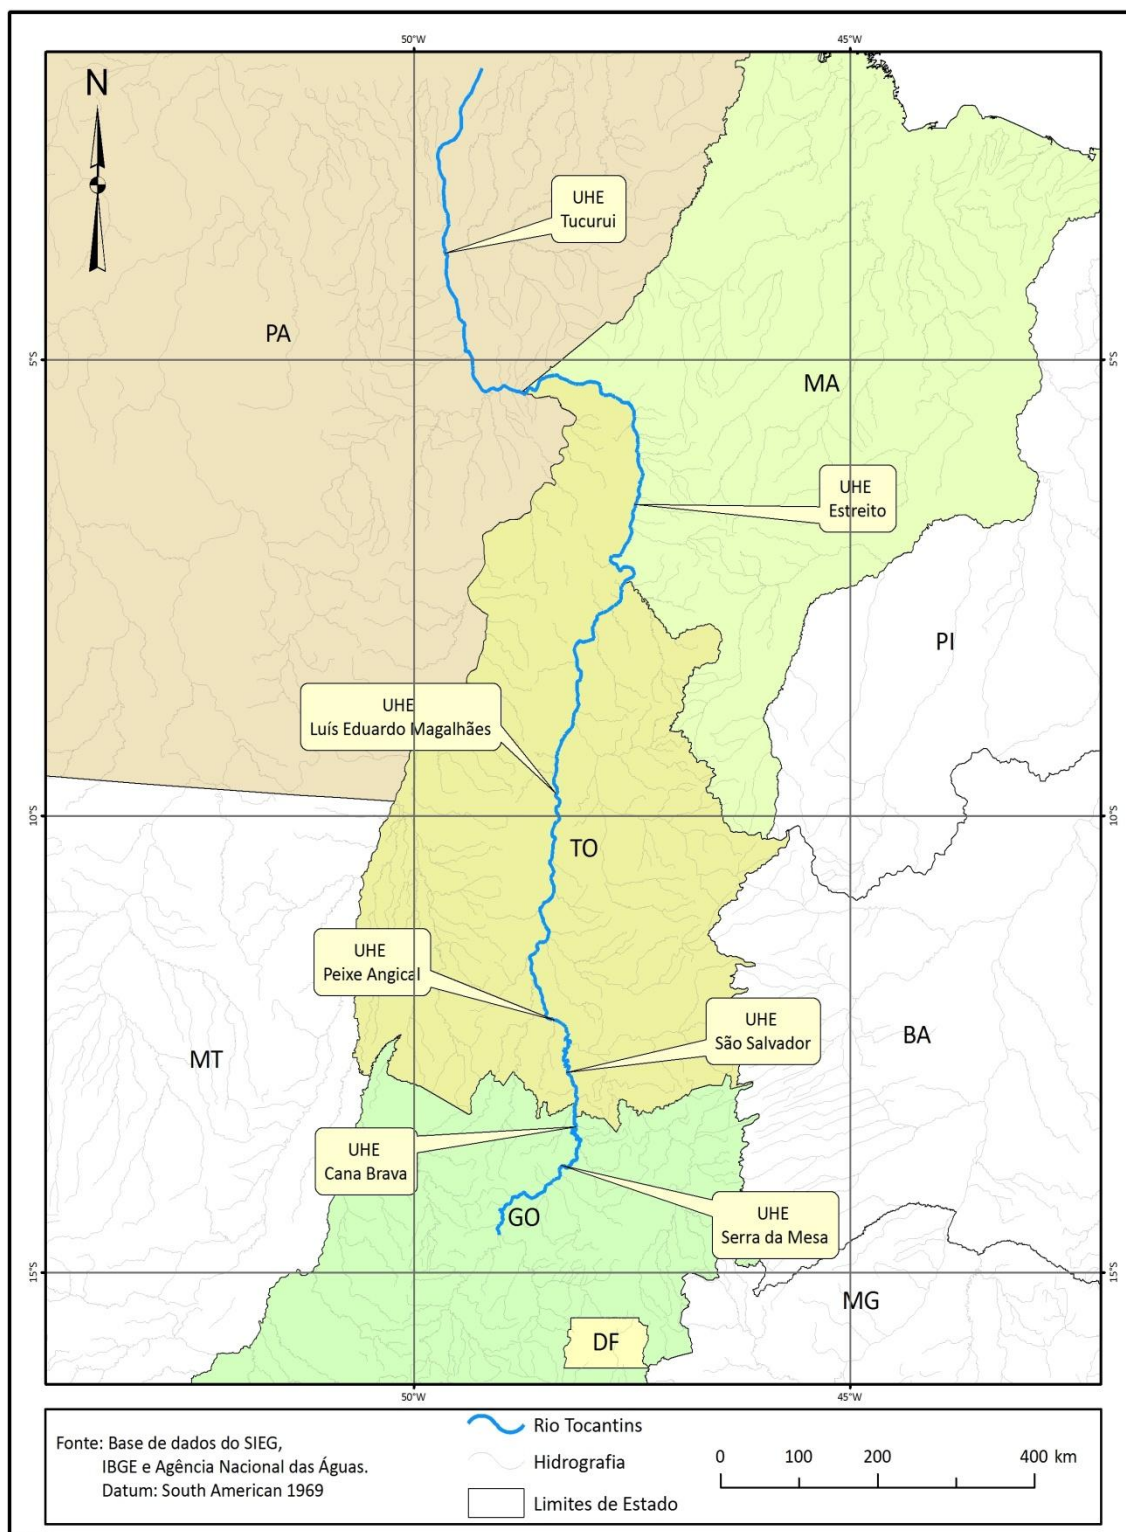 50°W
45°W
N
UHE
Tucurui
PA
5°S
5°S
MA
UHE
Estreito
PI
UHE
Luís Eduardo Magalhães
10°S
10°S
TO
UHE
Peixe Angical
UHE
São Salvador
BA
MT
UHE
Cana Brava
GO
UHE
Serra da Mesa
15°S
15°S
MG
DF
50°W
45°W
Fonte: Base de dados do SIEG,
IBGE e Agência Nacional das Águas.
Datum: South American 1969
Rio Tocantins
Hidrografia
Limites de Estado
0 100 200 400 km